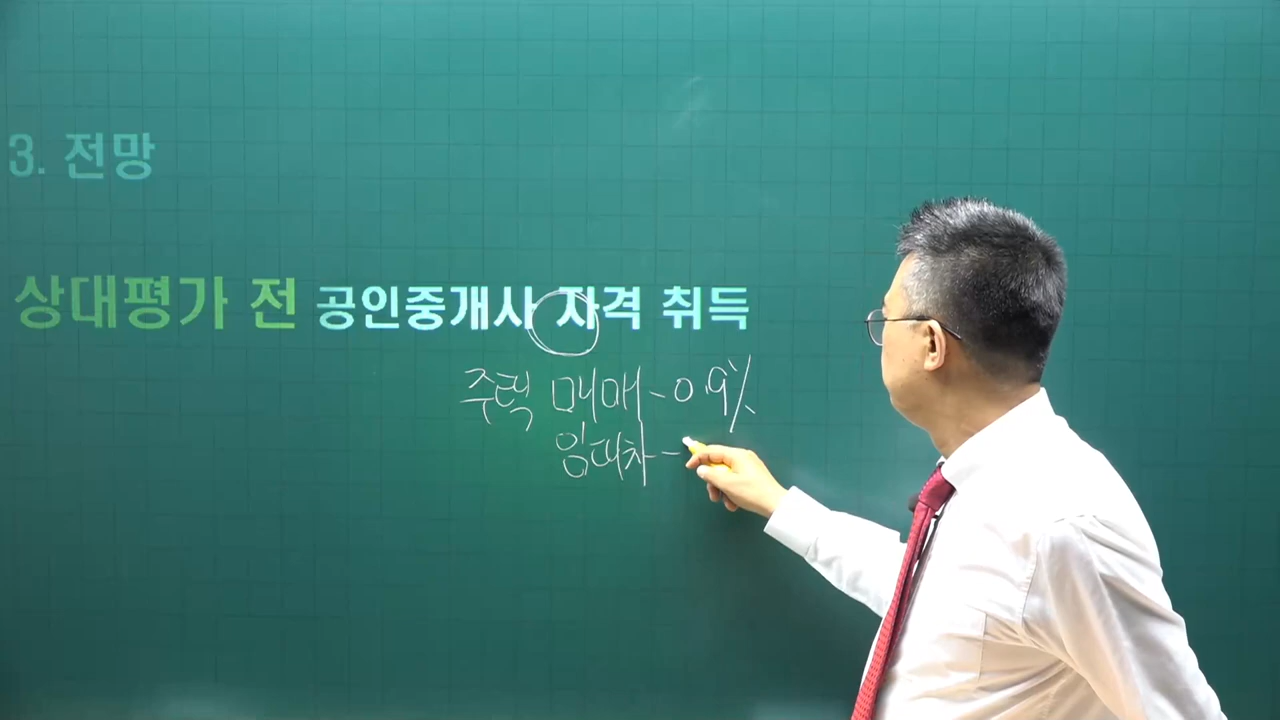 3. 전망
상대평가 전 공인중개사 자격 취득
주택 매매 - 0.9%
임대차 -